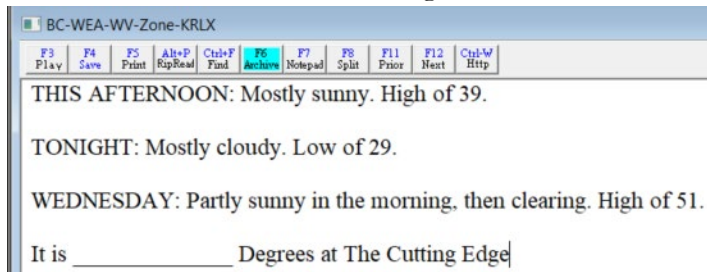 BC-WEA-WV-Zone-KRLX
F3 F4 F5 Alt+P Ctrl+F F6 F7 F8 F11 F12 Ctrl-W
Play Save Print RipRead Find Archive Notepad Split Prior Next Http
THIS AFTERNOON: Mostly sunny. High of 39.
TONIGHT: Mostly cloudy. Low of 29.
WEDNESDAY: Partly sunny in the morning, then clearing. High of 51.
It is _______________ Degrees at The Cutting Edge